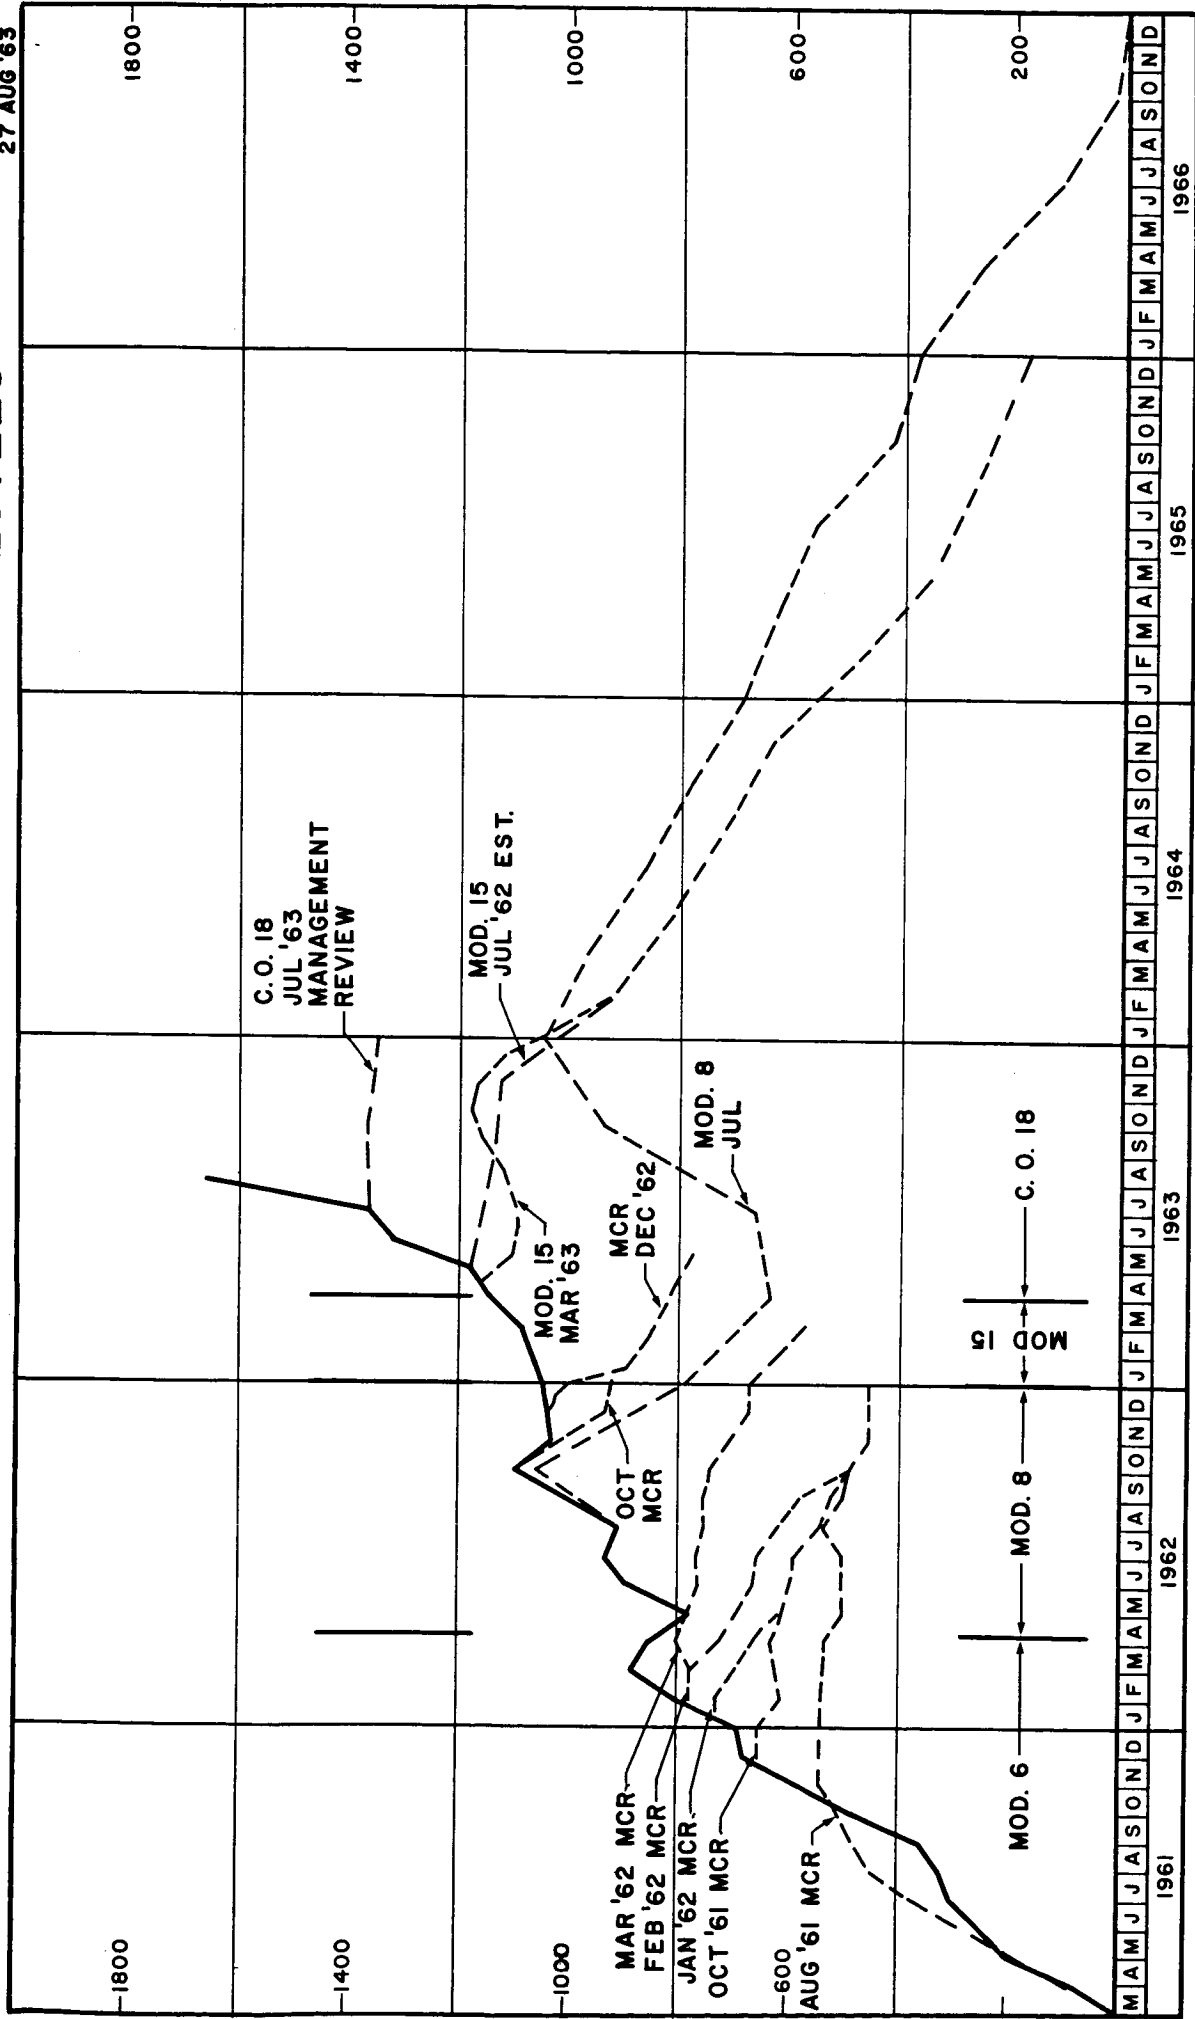 27 AUG '63
1800
1400
1000
600
200
1800
1400
1000
600
C.O. 18
JUL '63
MANAGEMENT
REVIEW
MOD. 15
JUL '62 EST.
MOD. 15
MAR '63
MCR
DEC '62
MOD. 8
JUL
OCT
MCR
MAR '62 MCR
FEB '62 MCR
JAN '62 MCR
OCT '61 MCR
AUG '61 MCR
MOD. 6
MOD. 8
MOD 15
C.O. 18
M A M J J A S O N D J F M A M J J A S O N D J F M A M J J A S O N D J F M A M J J A S O N D J F M A M J J A S O N D J F M A M J J A S O N D
1961 1962 1963 1964 1965 1966